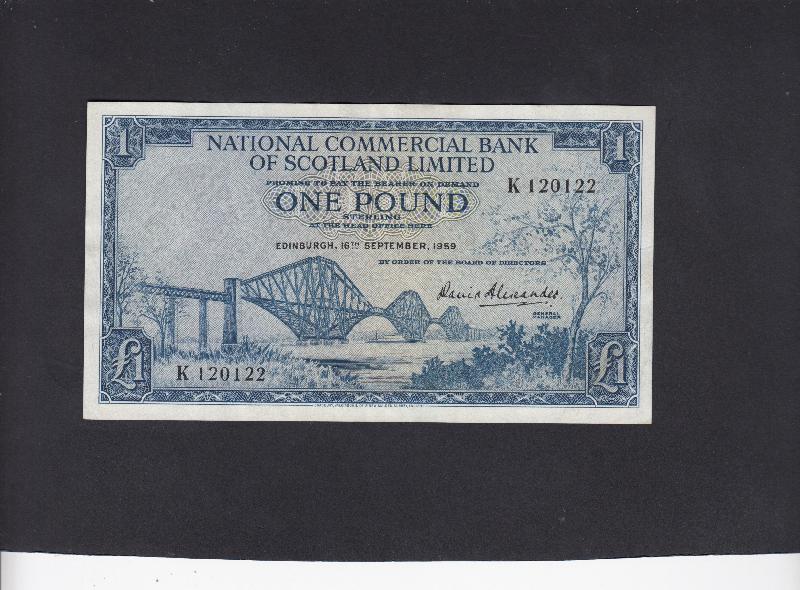 1 1
NATIONAL COMMERCIAL BANK
OF SCOTLAND LIMITED
PROMISE TO PAY THE BEARER ON DEMAND
K 120122
ONE POUND
STERLING
AT THE HEAD OFFICE HERE
EDINBURGH, 16TH SEPTEMBER, 1959
BY ORDER OF THE BOARD OF DIRECTORS
David Alexander
GENERAL
MANAGER
£1 £1
K 120122